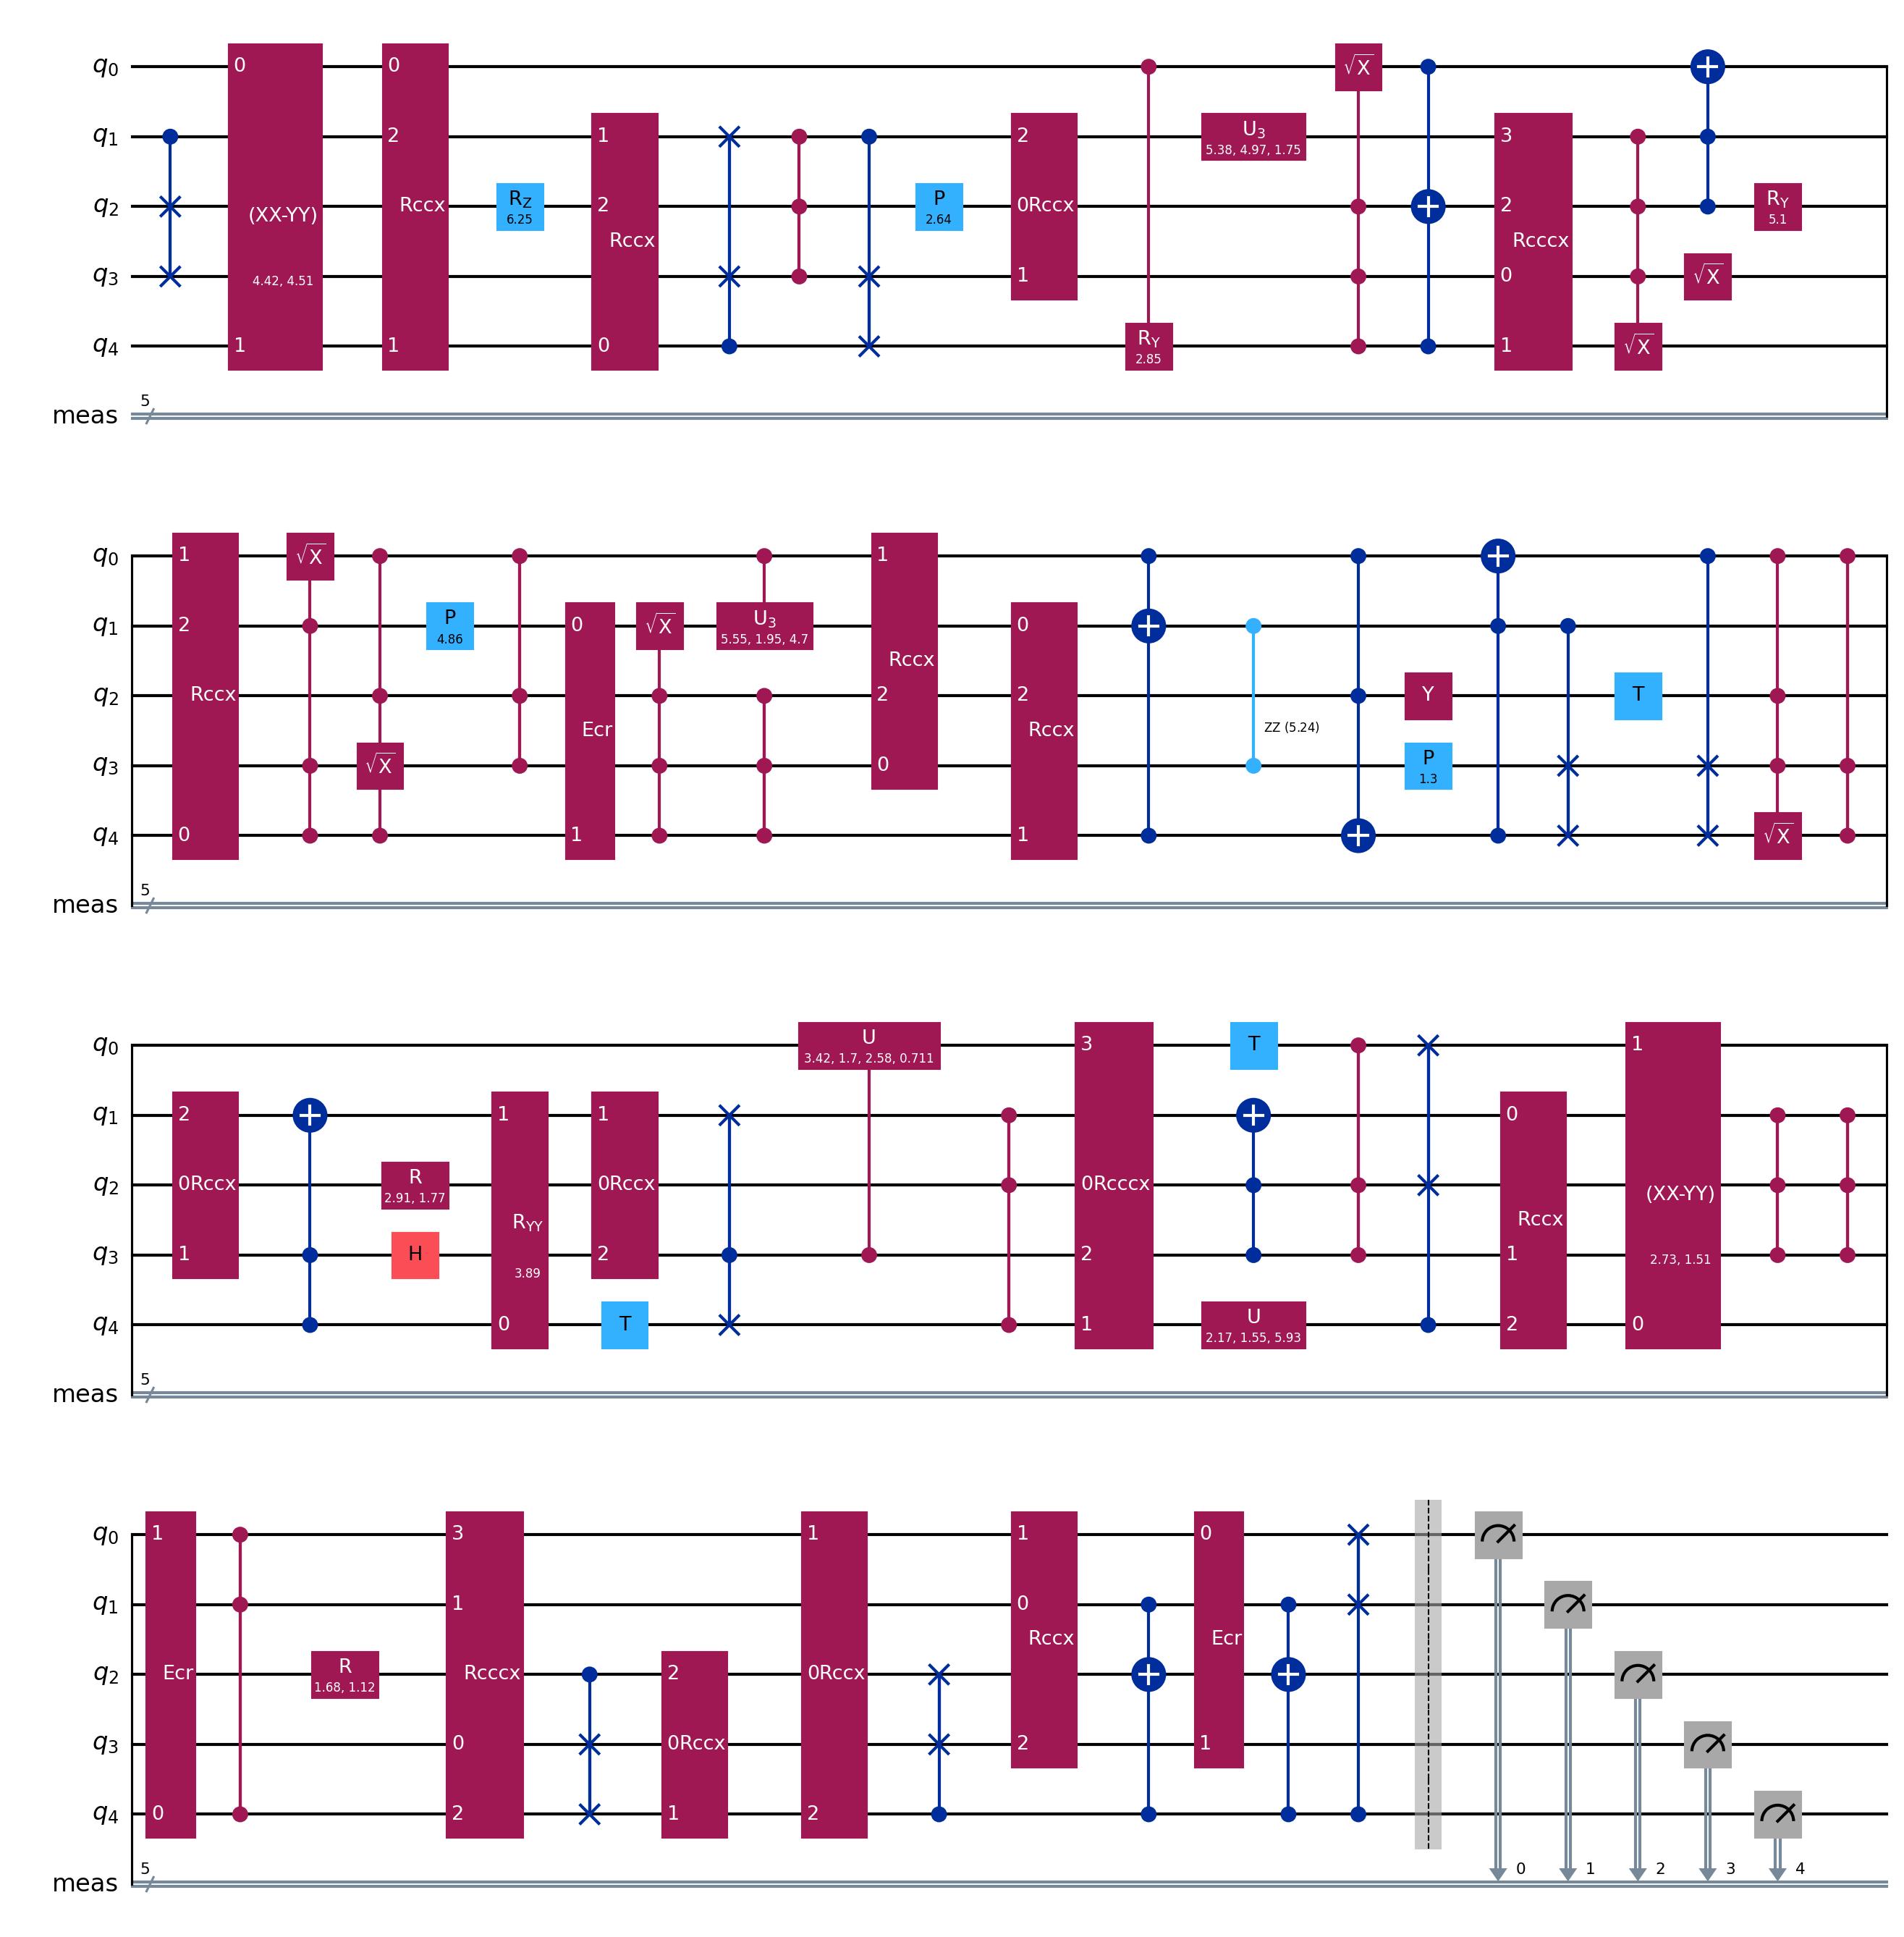 q0 0 0 √X
q1 2 1 2 U3 5.38, 4.97, 1.75 3
q2 (XX-YY) Rccx RZ 6.25 2 P 2.64 0Rccx 2 RY 5.1
Rccx Rcccx
q3 4.42, 4.51 1 0 √X
q4 1 1 0 RY 2.85 1 √X
5
meas
q0 1 √X 1
q1 2 P 4.86 0 √X U3 5.55, 1.95, 4.7 0
Rccx
q2 Rccx 2 2 Y T
Ecr Rccx ZZ (5.24)
q3 √X 0 P 1.3
q4 0 1 1 √X
5
meas
q0 U 3.42, 1.7, 2.58, 0.711 3 T 1
q1 2 1 1 0
q2 0Rccx R 2.91, 1.77 0Rccx 0Rcccx (XX-YY)
RYY Rccx
q3 1 H 3.89 2 2 1 2.73, 1.51
q4 0 T 1 U 2.17, 1.55, 5.93 2 0
5
meas
q0 1 3 1 1 0
q1 1 0
Rccx Ecr
q2 Ecr R 1.68, 1.12 Rcccx 2 0Rccx
q3 0 0Rccx 2 1
q4 0 2 1 2
5 0 1 2 3 4
meas